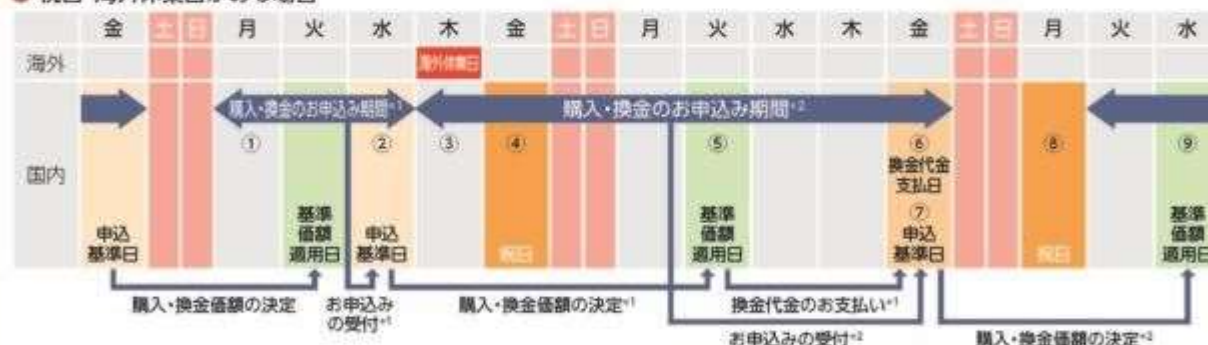 金 土 日 月 火 水 木 金 土 日 月 火 水 木 金 土 日 月 火 水
海外 海外休業日
購入・換金のお申込み期間*1 購入・換金のお申込み期間*2
① ② ③ ④ ⑤ ⑥ ⑧ ⑨
国内
換金代金
支払日
⑦
申込
基準日
基準
価額
適用日
申込
基準日
祝日
基準
価額
適用日
申込
基準日
祝日
基準
価額
適用日
購入・換金価額の決定
お申込み
の受付*1
購入・換金価額の決定*1
換金代金のお支払い*1
お申込みの受付*2
購入・換金価額の決定*2